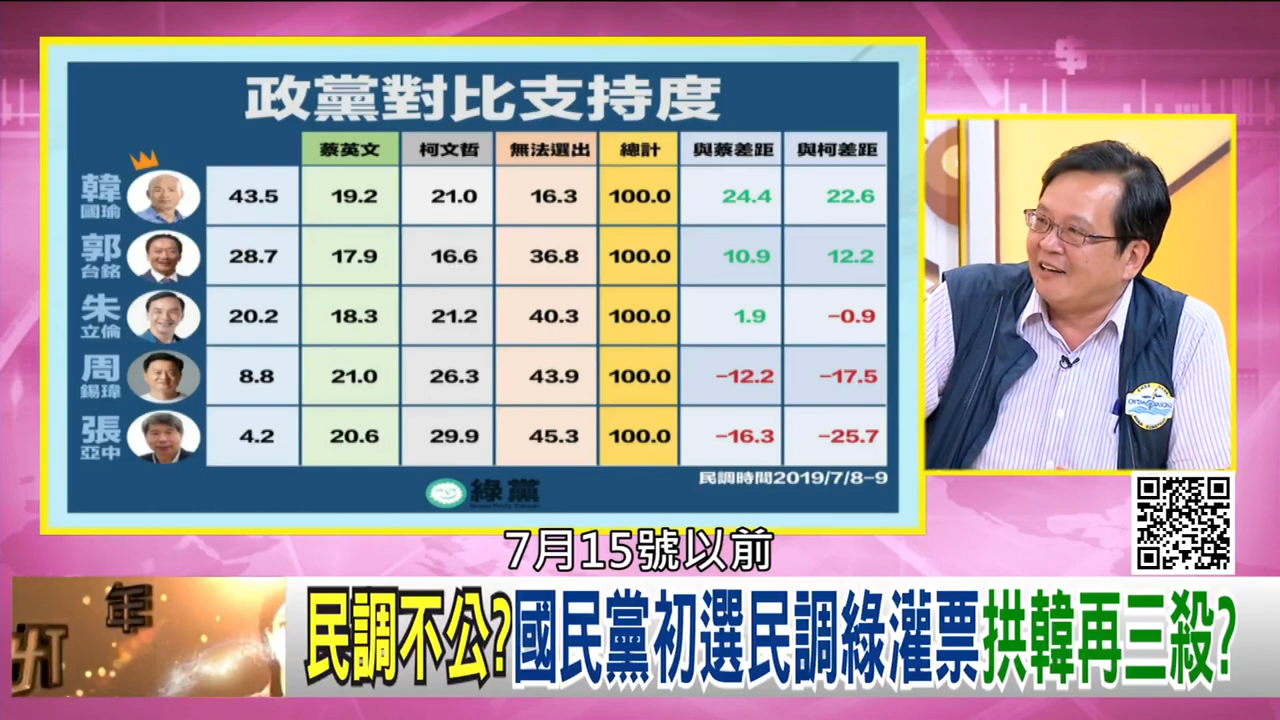 政黨對比支持度
蔡英文 柯文哲 無法選出 總計 與蔡差距 與柯差距
韓國瑜 43.5 19.2 21.0 16.3 100.0 24.4 22.6
郭台銘 28.7 17.9 16.6 36.8 100.0 10.9 12.2
朱立倫 20.2 18.3 21.2 40.3 100.0 1.9 -0.9
周錫瑋 8.8 21.0 26.3 43.9 100.0 -12.2 -17.5
張亞中 4.2 20.6 29.9 45.3 100.0 -16.3 -25.7
民調時間2019/7/8-9
綠黨
7月15號以前
年
民調不公?國民黨初選民調綠灌票拱韓再三殺?